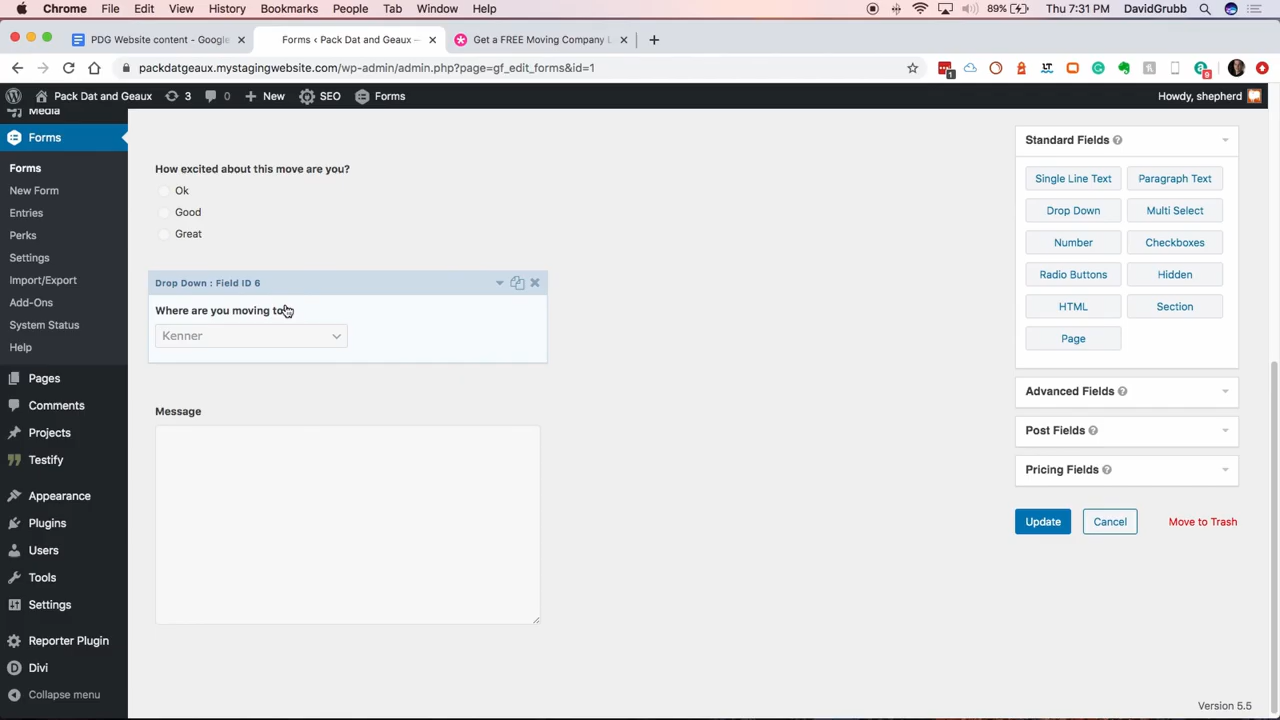 Chrome File Edit View History Bookmarks People Tab Window Help 89% Thu 7:31 PM DavidGrubb
PDG Website content - Google Forms ‹ Pack Dat and Geaux — Get a FREE Moving Company L
packdatgeaux.mystagingwebsite.com/wp-admin/admin.php?page=gf_edit_forms&id=1
Pack Dat and Geaux 3 0 New SEO Forms Howdy, shepherd
Media
Forms
Forms
New Form
Entries
Perks
Settings
Import/Export
Add-Ons
System Status
Help
Pages
Comments
Projects
Testify
Appearance
Plugins
Users
Tools
Settings
Reporter Plugin
Divi
Collapse menu
How excited about this move are you?
Ok
Good
Great
Drop Down : Field ID 6
Where are you moving to
Kenner
Message
Standard Fields
Single Line Text Paragraph Text
Drop Down Multi Select
Number Checkboxes
Radio Buttons Hidden
HTML Section
Page
Advanced Fields
Post Fields
Pricing Fields
Update Cancel Move to Trash
Version 5.5